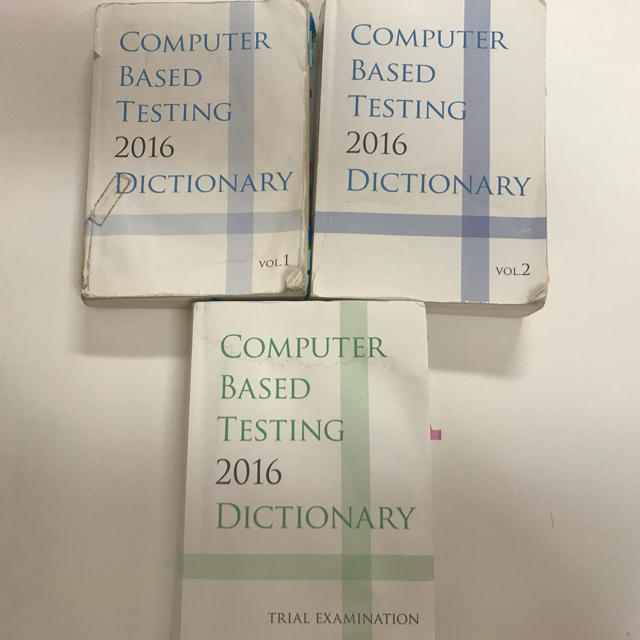 COMPUTER
BASED
TESTING
2016
DICTIONARY
VOL.1
COMPUTER
BASED
TESTING
2016
DICTIONARY
VOL.2
COMPUTER
BASED
TESTING
2016
DICTIONARY
TRIAL EXAMINATION